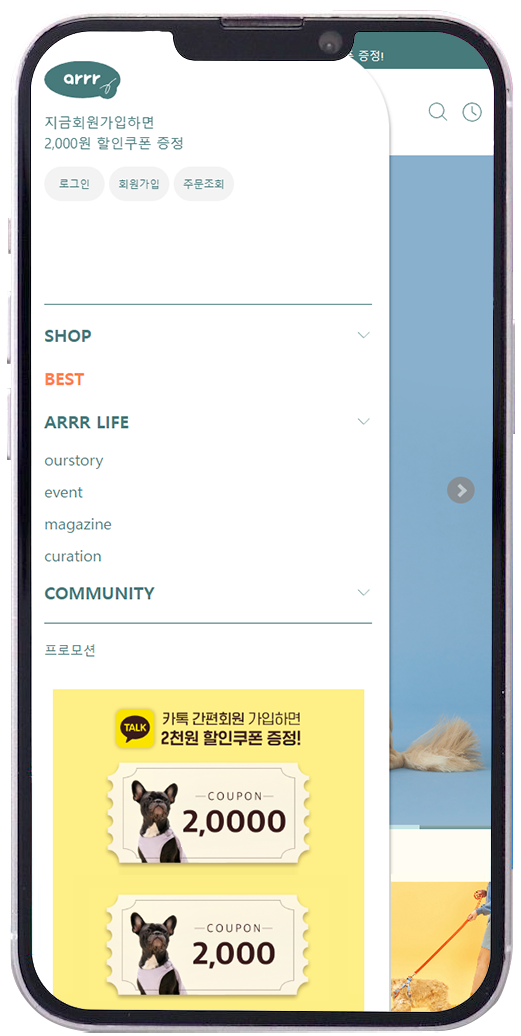 증정!
arrr
지금회원가입하면
2,000원 할인쿠폰 증정
로그인 회원가입 주문조회
SHOP
BEST
ARRR LIFE
ourstory
event
magazine
curation
COMMUNITY
프로모션
TALK
카톡 간편회원 가입하면
2천원 할인쿠폰 증정!
COUPON
2,0000
COUPON
2,000